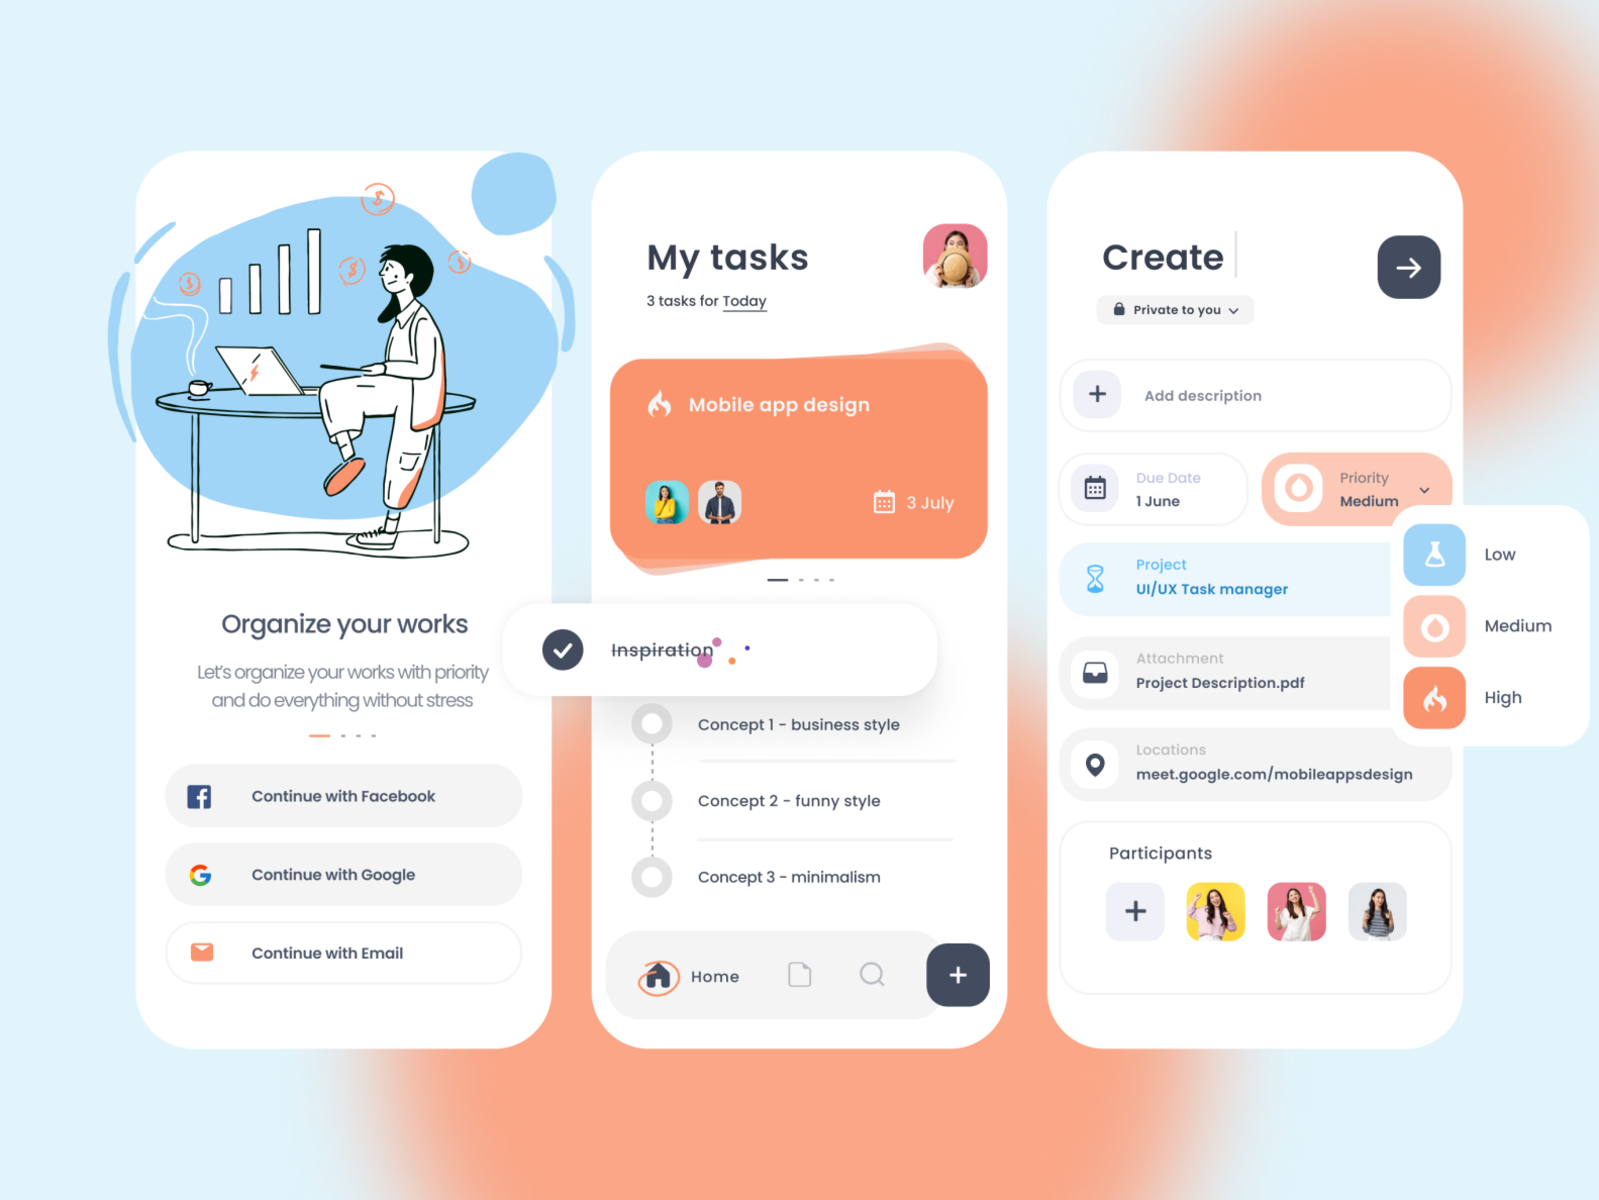 Organize your works
Let's organize your works with priority
and do everything without stress
Continue with Facebook
Continue with Google
Continue with Email
My tasks
3 tasks for Today
Mobile app design
3 July
Inspiration
Concept 1 - business style
Concept 2 - funny style
Concept 3 - minimalism
Home
Create
Private to you
Add description
Due Date
1 June
Priority
Medium
Low
Medium
High
Project
UI/UX Task manager
Attachment
Project Description.pdf
Locations
meet.google.com/mobileappsdesign
Participants